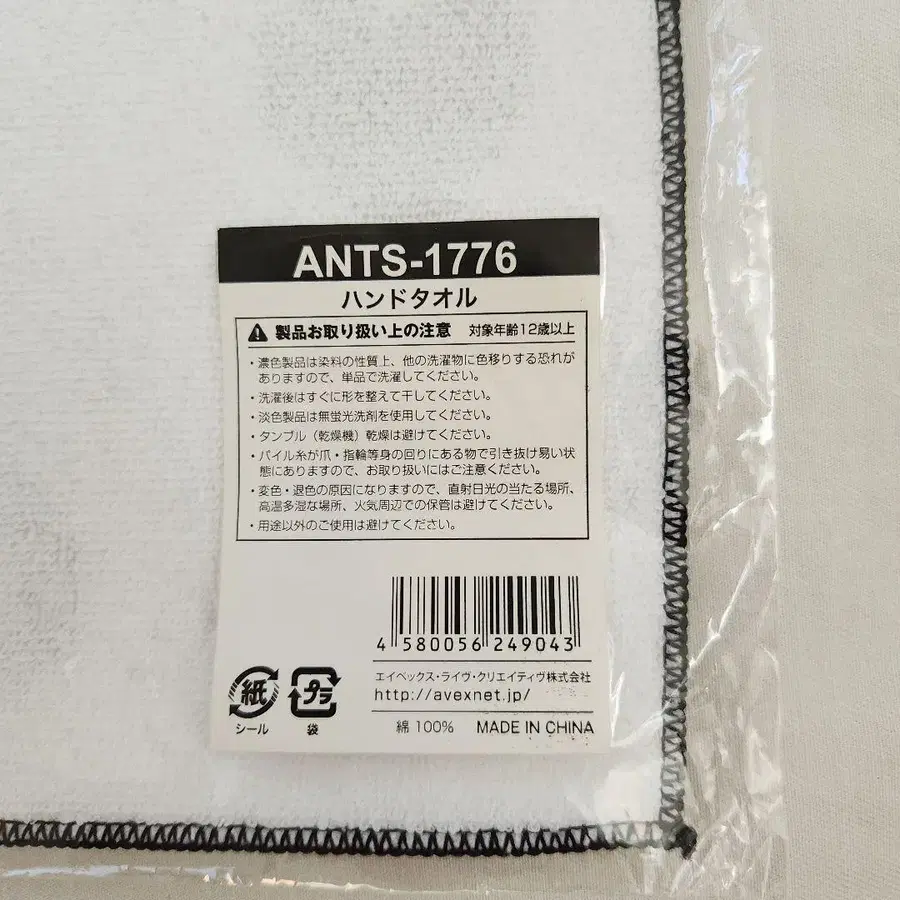 ANTS-1776
ハンドタオル
製品お取り扱い上の注意 対象年齢12歳以上
・濃色製品は染料の性質上、他の洗濯物に色移りする恐れが
ありますので、単品で洗濯してください。
・洗濯後はすぐに形を整えて干してください。
・淡色製品は無蛍光洗剤を使用してください。
・タンブル（乾燥機）乾燥は避けてください。
・パイル糸が爪・指輪等身の回りにある物で引き抜け易い状
態にありますので、お取り扱いにはご注意ください。
・変色・退色の原因になりますので、直射日光の当たる場所、
高温多湿な場所、火気周辺での保管は避けてください。
・用途以外のご使用は避けてください。
4 580056 249043
紙
シール
プラ
袋
エイベックス・ライヴ・クリエイティヴ株式会社
http://avexnet.jp/
綿 100% MADE IN CHINA